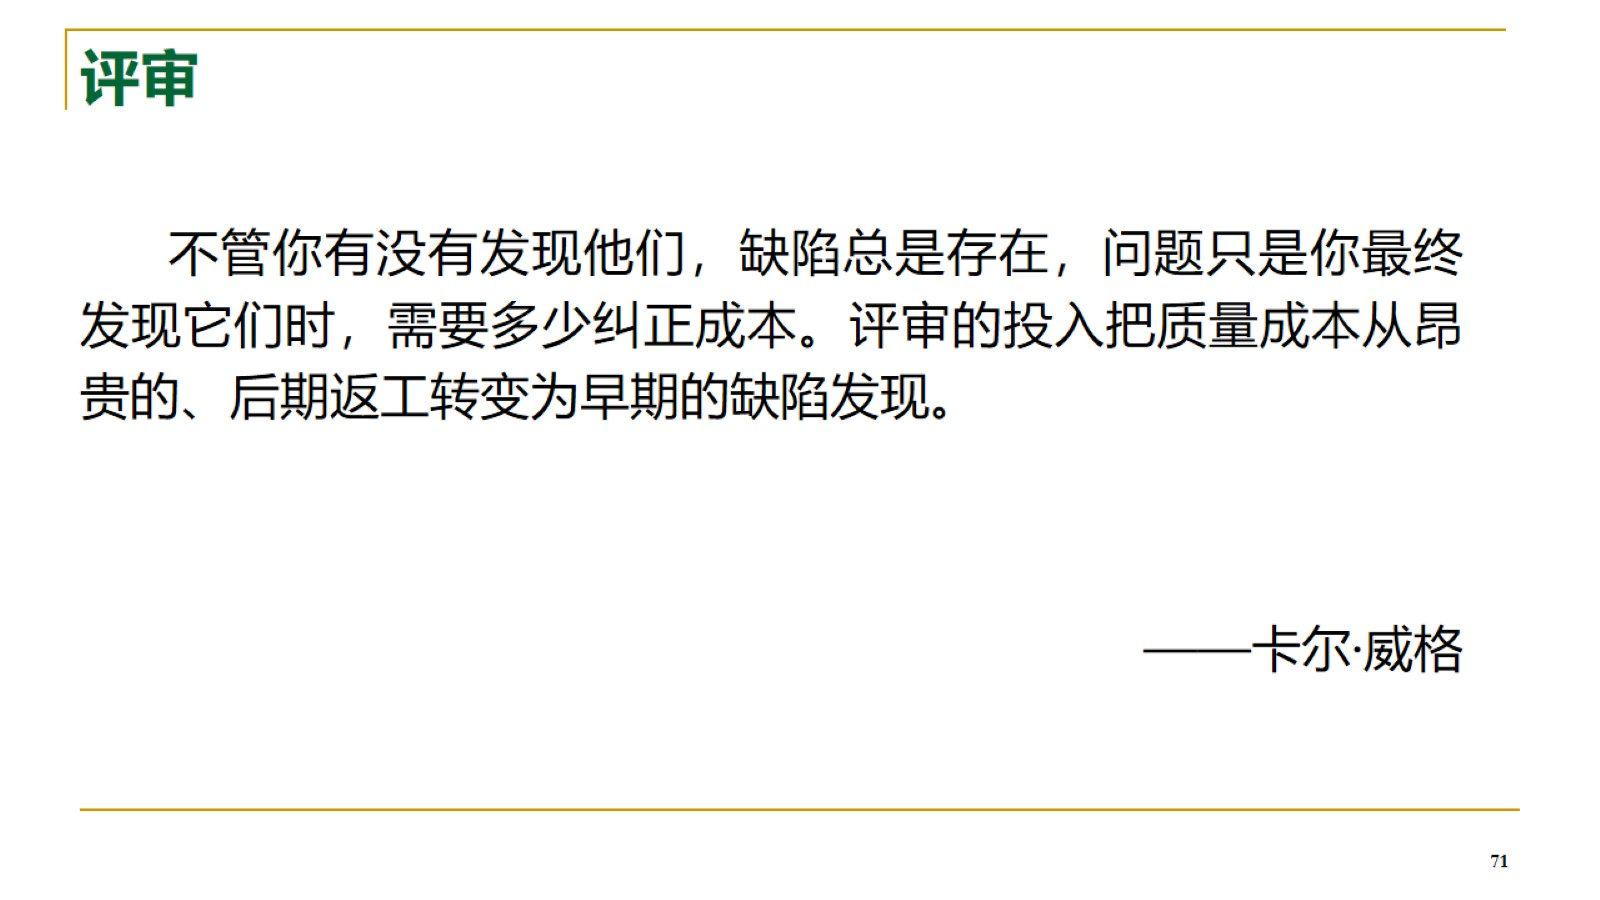 评审
不管你有没有发现他们，缺陷总是存在，问题只是你最终
发现它们时，需要多少纠正成本。评审的投入把质量成本从昂
贵的、后期返工转变为早期的缺陷发现。
——卡尔·威格
71